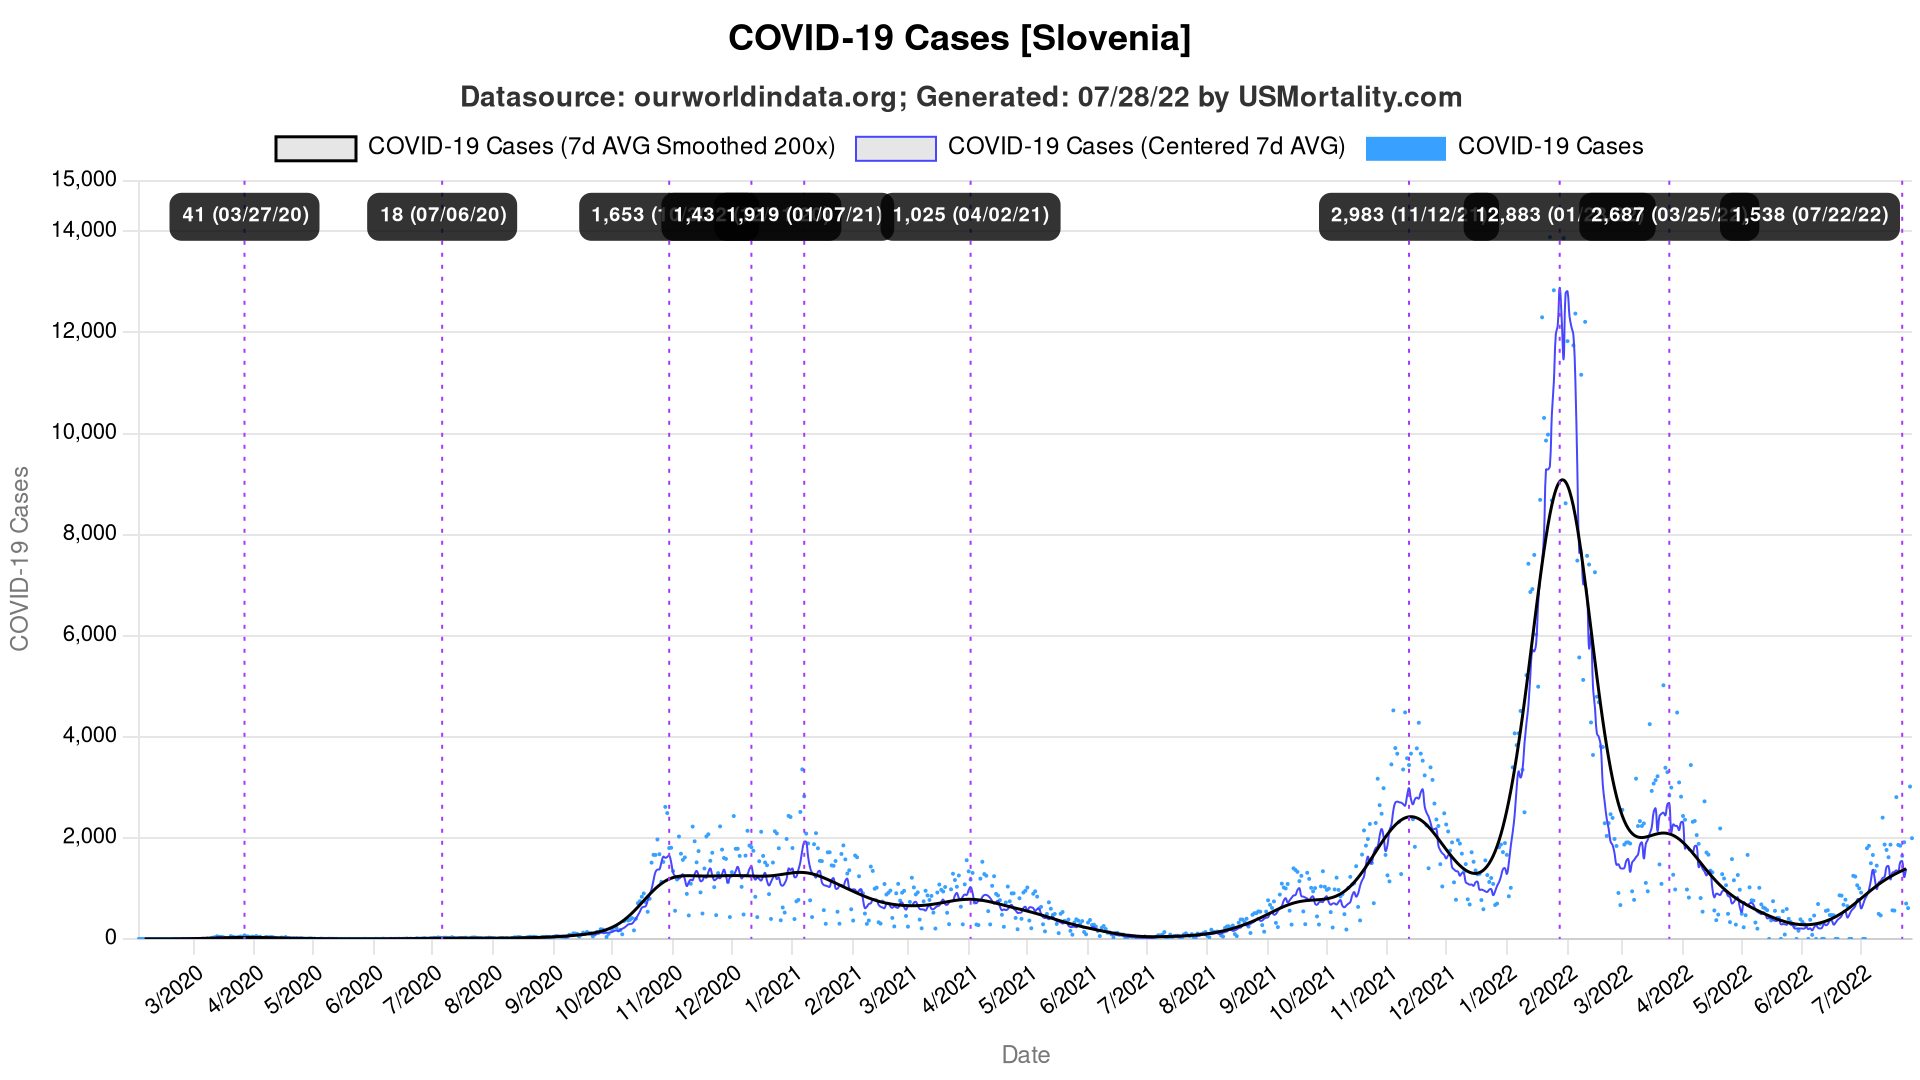 COVID-19 Cases [Slovenia]
Datasource: ourworldindata.org; Generated: 07/28/22 by USMortality.com
COVID-19 Cases (7d AVG Smoothed 200x) COVID-19 Cases (Centered 7d AVG) COVID-19 Cases
15,000
41 (03/27/20) 18 (07/06/20) 1,653 1,919 (01/07/21) 1,025 (04/02/21) 2,983 (11/12/21) 12,883 2,687 (03/25/22) 1,538 (07/22/22)
14,000
12,000
10,000
8,000
6,000
4,000
2,000
0
COVID-19 Cases
3/2020 4/2020 5/2020 6/2020 7/2020 8/2020 9/2020 10/2020 11/2020 12/2020 1/2021 2/2021 3/2021 4/2021 5/2021 6/2021 7/2021 8/2021 9/2021 10/2021 11/2021 12/2021 1/2022 2/2022 3/2022 4/2022 5/2022 6/2022 7/2022
Date